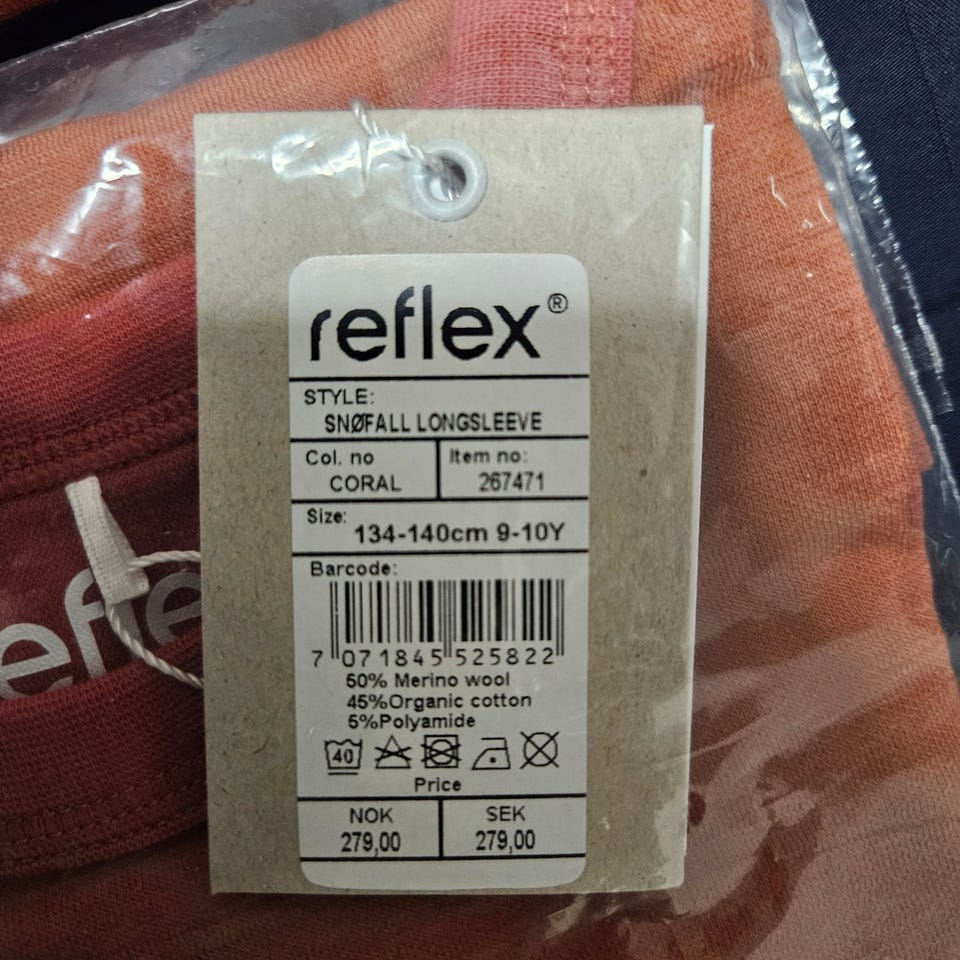 reflex®
STYLE:
SNØFALL LONGSLEEVE
Col. no
CORAL
Item no:
267471
Size:
134-140cm 9-10Y
Barcode:
7 071845 525822
50% Merino wool
45%Organic cotton
5%Polyamide
40
Price
NOK
279,00
SEK
279,00